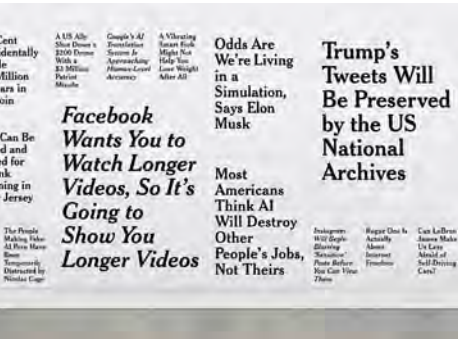 Cent
identally
le
Million
ars in
oin
Can Be
d and
ed for
nk
ning in
Jersey
The People
Making Fake
AI Porn Have
Been
Temporarily
Distracted by
Nicolas Cage
A US Ally
Shot Down a
$200 Drone
With a
$3 Million
Patriot
Missile
Google's AI
Translation
System Is
Approaching
Human-Level
Accuracy
A Vibrating
Smart Fork
Might Not
Help You
Lose Weight
After All
Facebook
Wants You to
Watch Longer
Videos, So It's
Going to
Show You
Longer Videos
Odds Are
We're Living
in a
Simulation,
Says Elon
Musk
Most
Americans
Think AI
Will Destroy
Other
People's Jobs,
Not Theirs
Trump's
Tweets Will
Be Preserved
by the US
National
Archives
Instagram
Will Begin
Blurring
'Sensitive'
Posts Before
You Can View
Them
Rogue One Is
Actually
About
Internet
Freedom
Can LeBron
James Make
Us Less
Afraid of
Self-Driving
Cars?